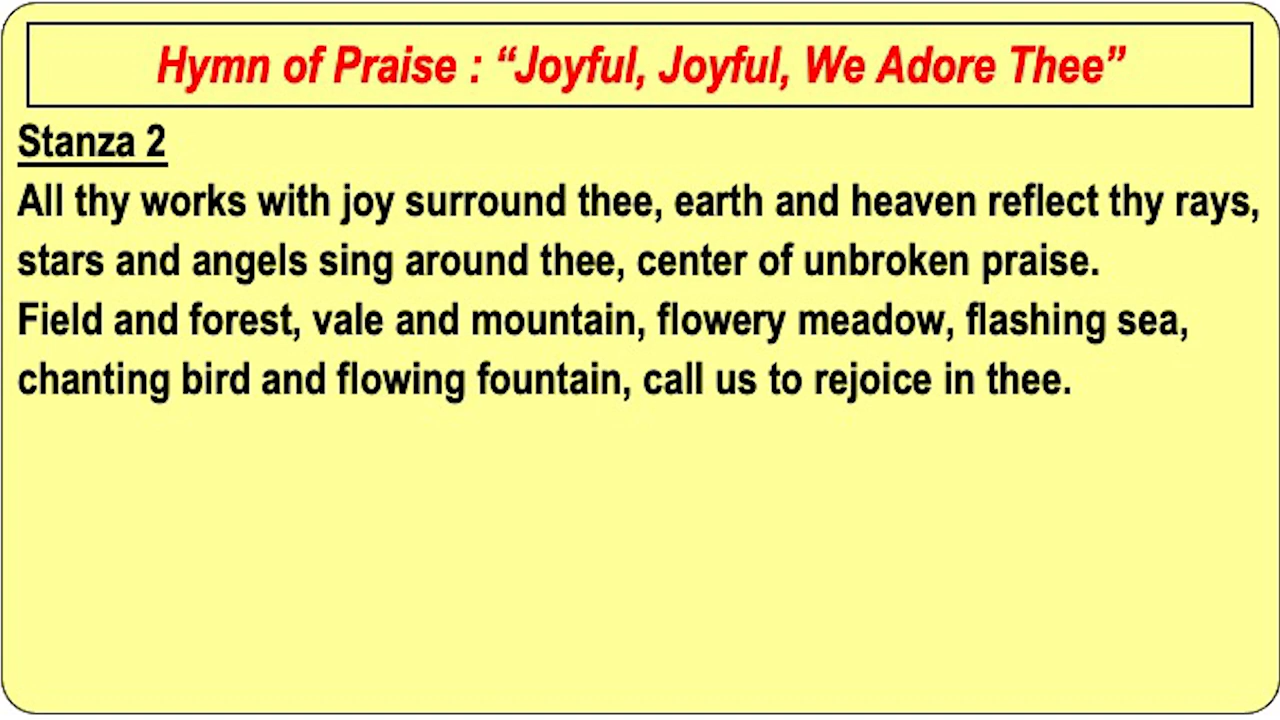 Hymn of Praise : “Joyful, Joyful, We Adore Thee”
Stanza 2
All thy works with joy surround thee, earth and heaven reflect thy rays,
stars and angels sing around thee, center of unbroken praise.
Field and forest, vale and mountain, flowery meadow, flashing sea,
chanting bird and flowing fountain, call us to rejoice in thee.